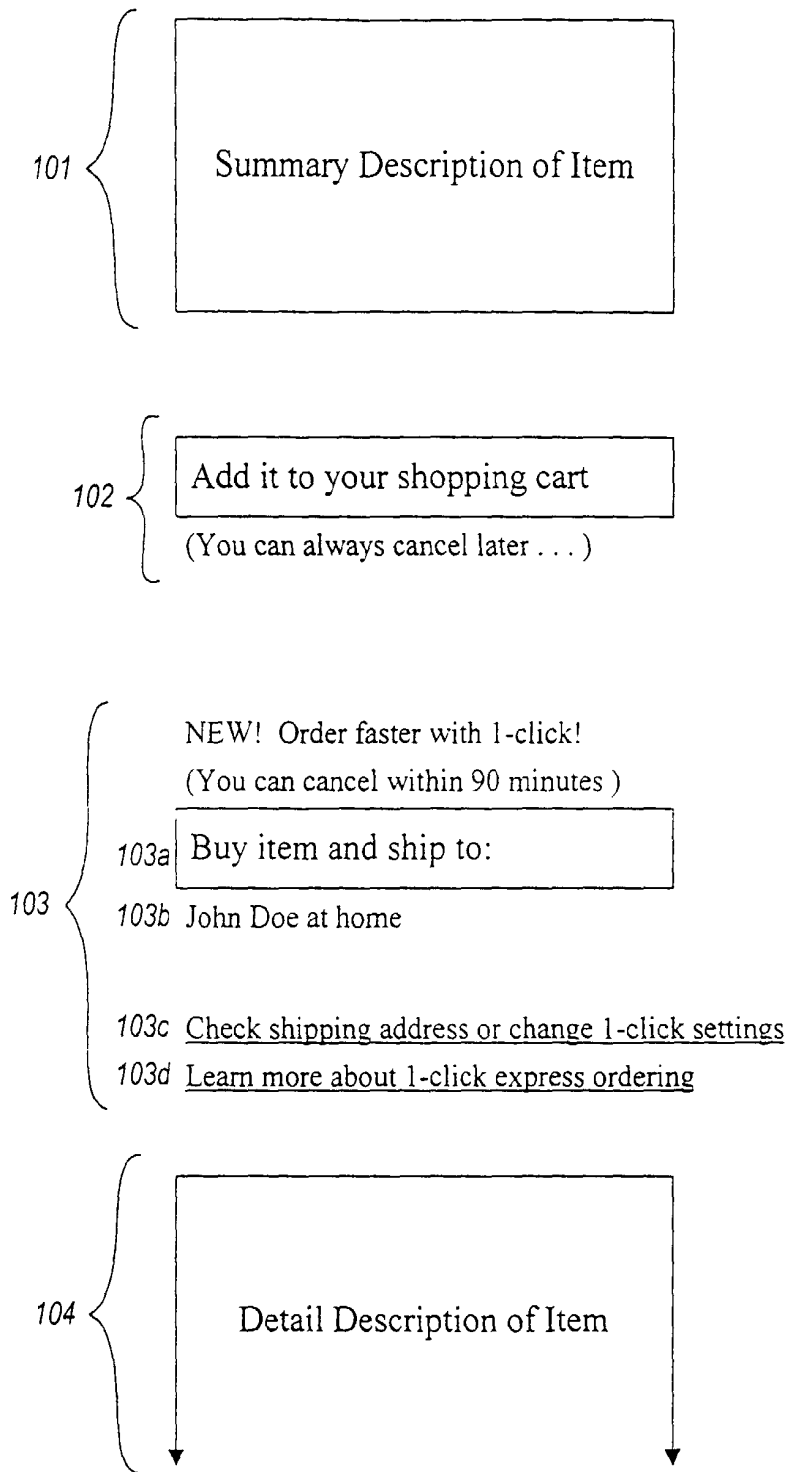 101 Summary Description of Item
102 Add it to your shopping cart
(You can always cancel later . . . )
NEW! Order faster with 1-click!
(You can cancel within 90 minutes )
103a Buy item and ship to:
103
103b John Doe at home
103c Check shipping address or change 1-click settings
103d Learn more about 1-click express ordering
104 Detail Description of Item